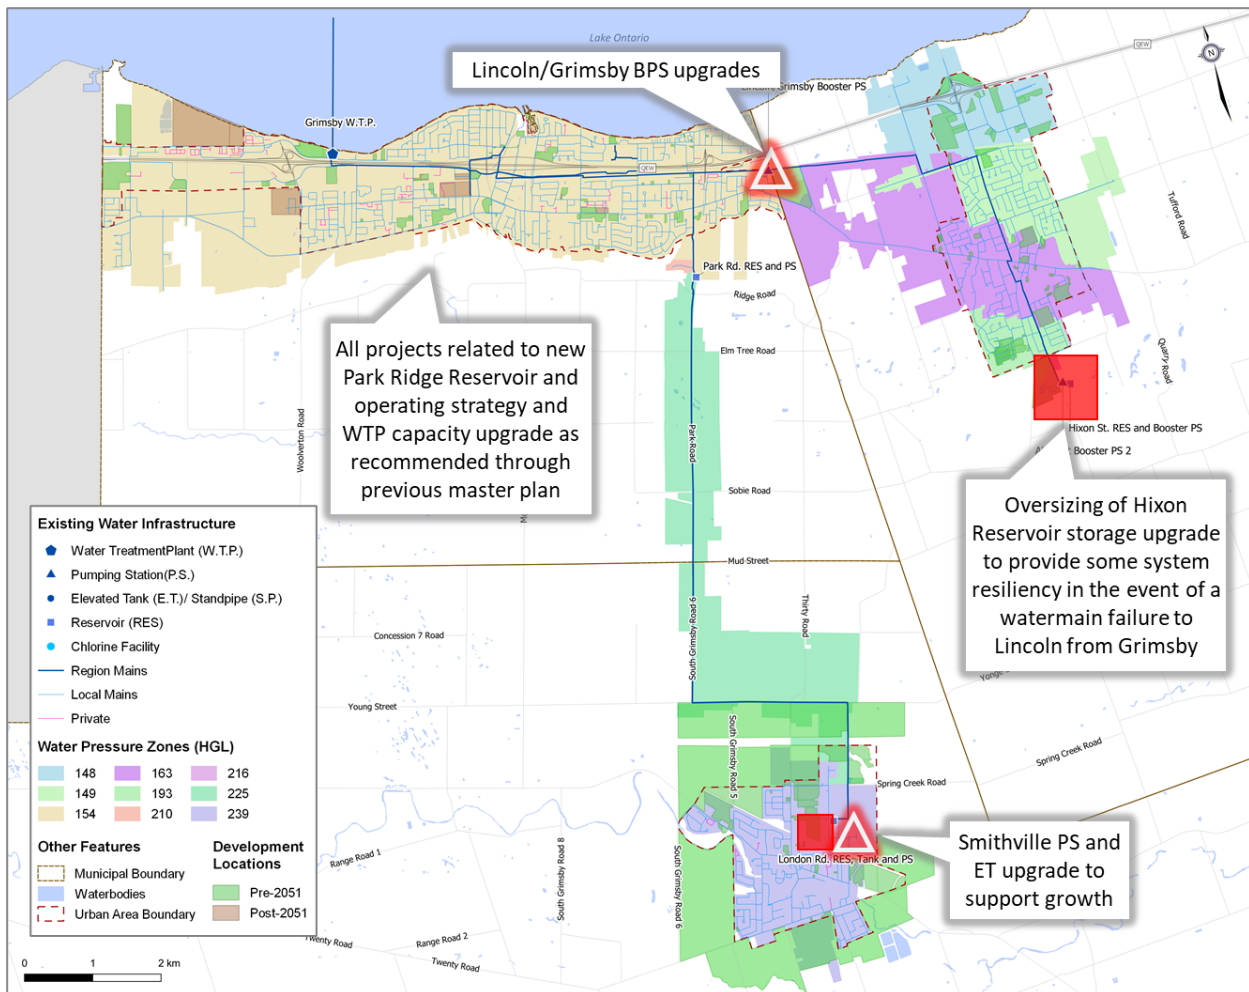 Lake Ontario
QEW
N
Lincoln/Grimsby BPS upgrades
Lincoln/Grimsby Booster PS
Grimsby W.T.P.
QEW
Tufford Road
Park Rd. RES and PS
Ridge Road
Elm Tree Road
Quarry Road
All projects related to new
Park Ridge Reservoir and
operating strategy and
WTP capacity upgrade as
recommended through
previous master plan
Woolverton Road
Park Road
Hixon St. RES and Booster PS
Booster PS 2
Sobie Road
Oversizing of Hixon
Reservoir storage upgrade
to provide some system
resiliency in the event of a
watermain failure to
Lincoln from Grimsby
Mud Street
Thirty Road
South Grimsby Road 6
Concession 7 Road
Young Street
South Grimsby Road 5
Spring Creek Road
Spring Creek Road
Existing Water Infrastructure
Water TreatmentPlant (W.T.P.)
Pumping Station(P.S.)
Elevated Tank (E.T.)/ Standpipe (S.P.)
Reservoir (RES)
Chlorine Facility
Region Mains
Local Mains
Private
Water Pressure Zones (HGL)
148 163 216
149 193 225
154 210 239
Other Features
Municipal Boundary
Waterbodies
Urban Area Boundary
Development
Locations
Pre-2051
Post-2051
Range Road 1
South Grimsby Road 8
South Grimsby Road 6
London Rd. RES, Tank and PS
Smithville PS and
ET upgrade to
support growth
Range Road 2
Twenty Road
Twenty Road
0 1 2 km